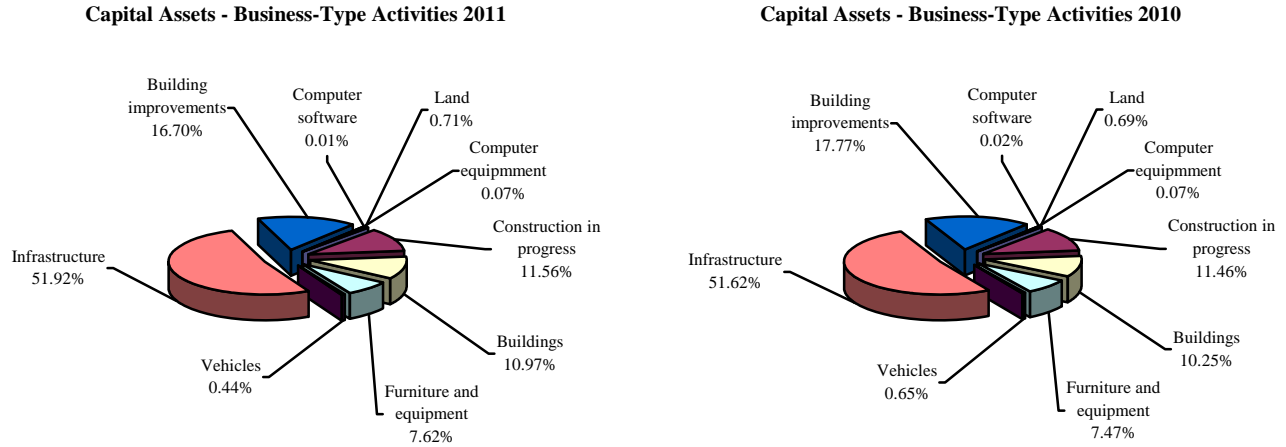 Capital Assets - Business-Type Activities 2011
Building
improvements
16.70%
Computer
software
0.01%
Land
0.71%
Computer
equipmment
0.07%
Construction in
progress
11.56%
Infrastructure
51.92%
Buildings
10.97%
Vehicles
0.44%
Furniture and
equipment
7.62%
Capital Assets - Business-Type Activities 2010
Building
improvements
17.77%
Computer
software
0.02%
Land
0.69%
Computer
equipmment
0.07%
Construction in
progress
11.46%
Infrastructure
51.62%
Buildings
10.25%
Vehicles
0.65%
Furniture and
equipment
7.47%